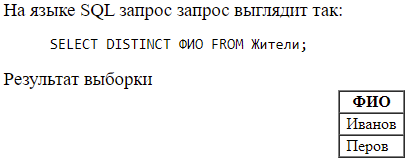 На языке SQL запрос запрос выглядит так:
SELECT DISTINCT ФИО FROM Жители;
Результат выборки
ФИО
Иванов
Перов